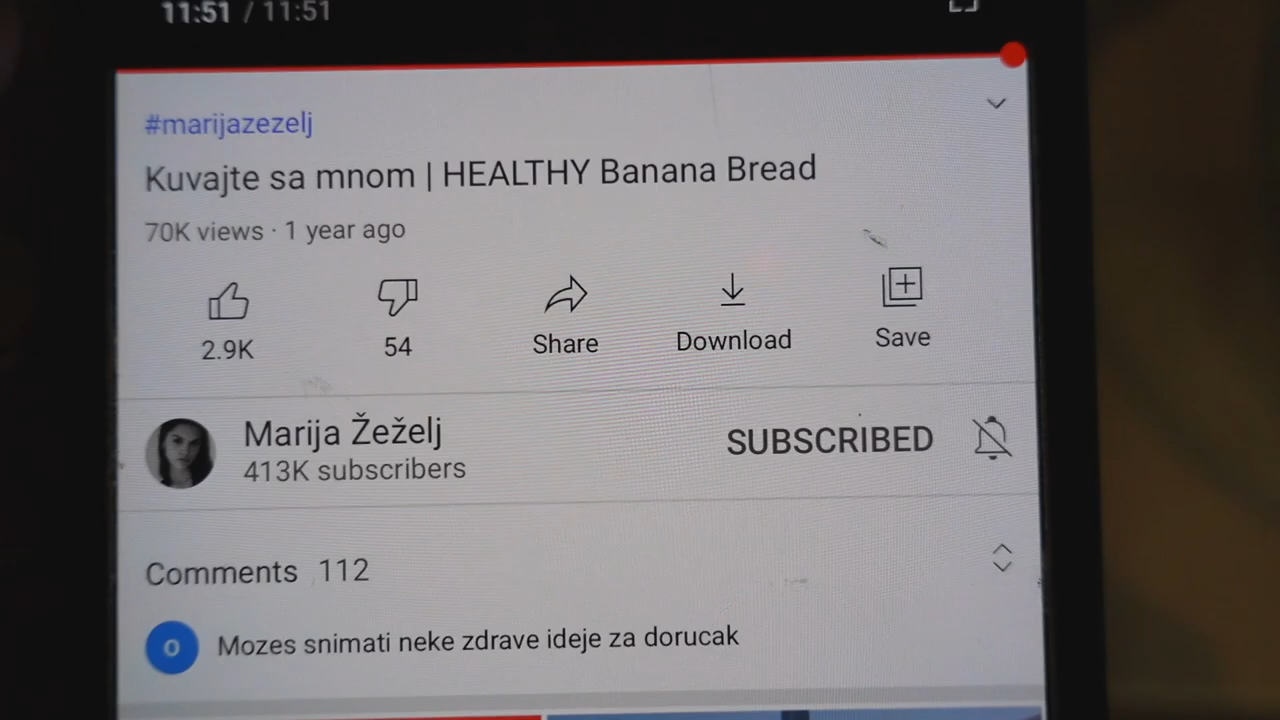 11:51 / 11:51
#marijazezelj
Kuvajte sa mnom | HEALTHY Banana Bread
70K views · 1 year ago
2.9K 54 Share Download Save
Marija Žeželj
413K subscribers
SUBSCRIBED
Comments 112
O Mozes snimati neke zdrave ideje za dorucak